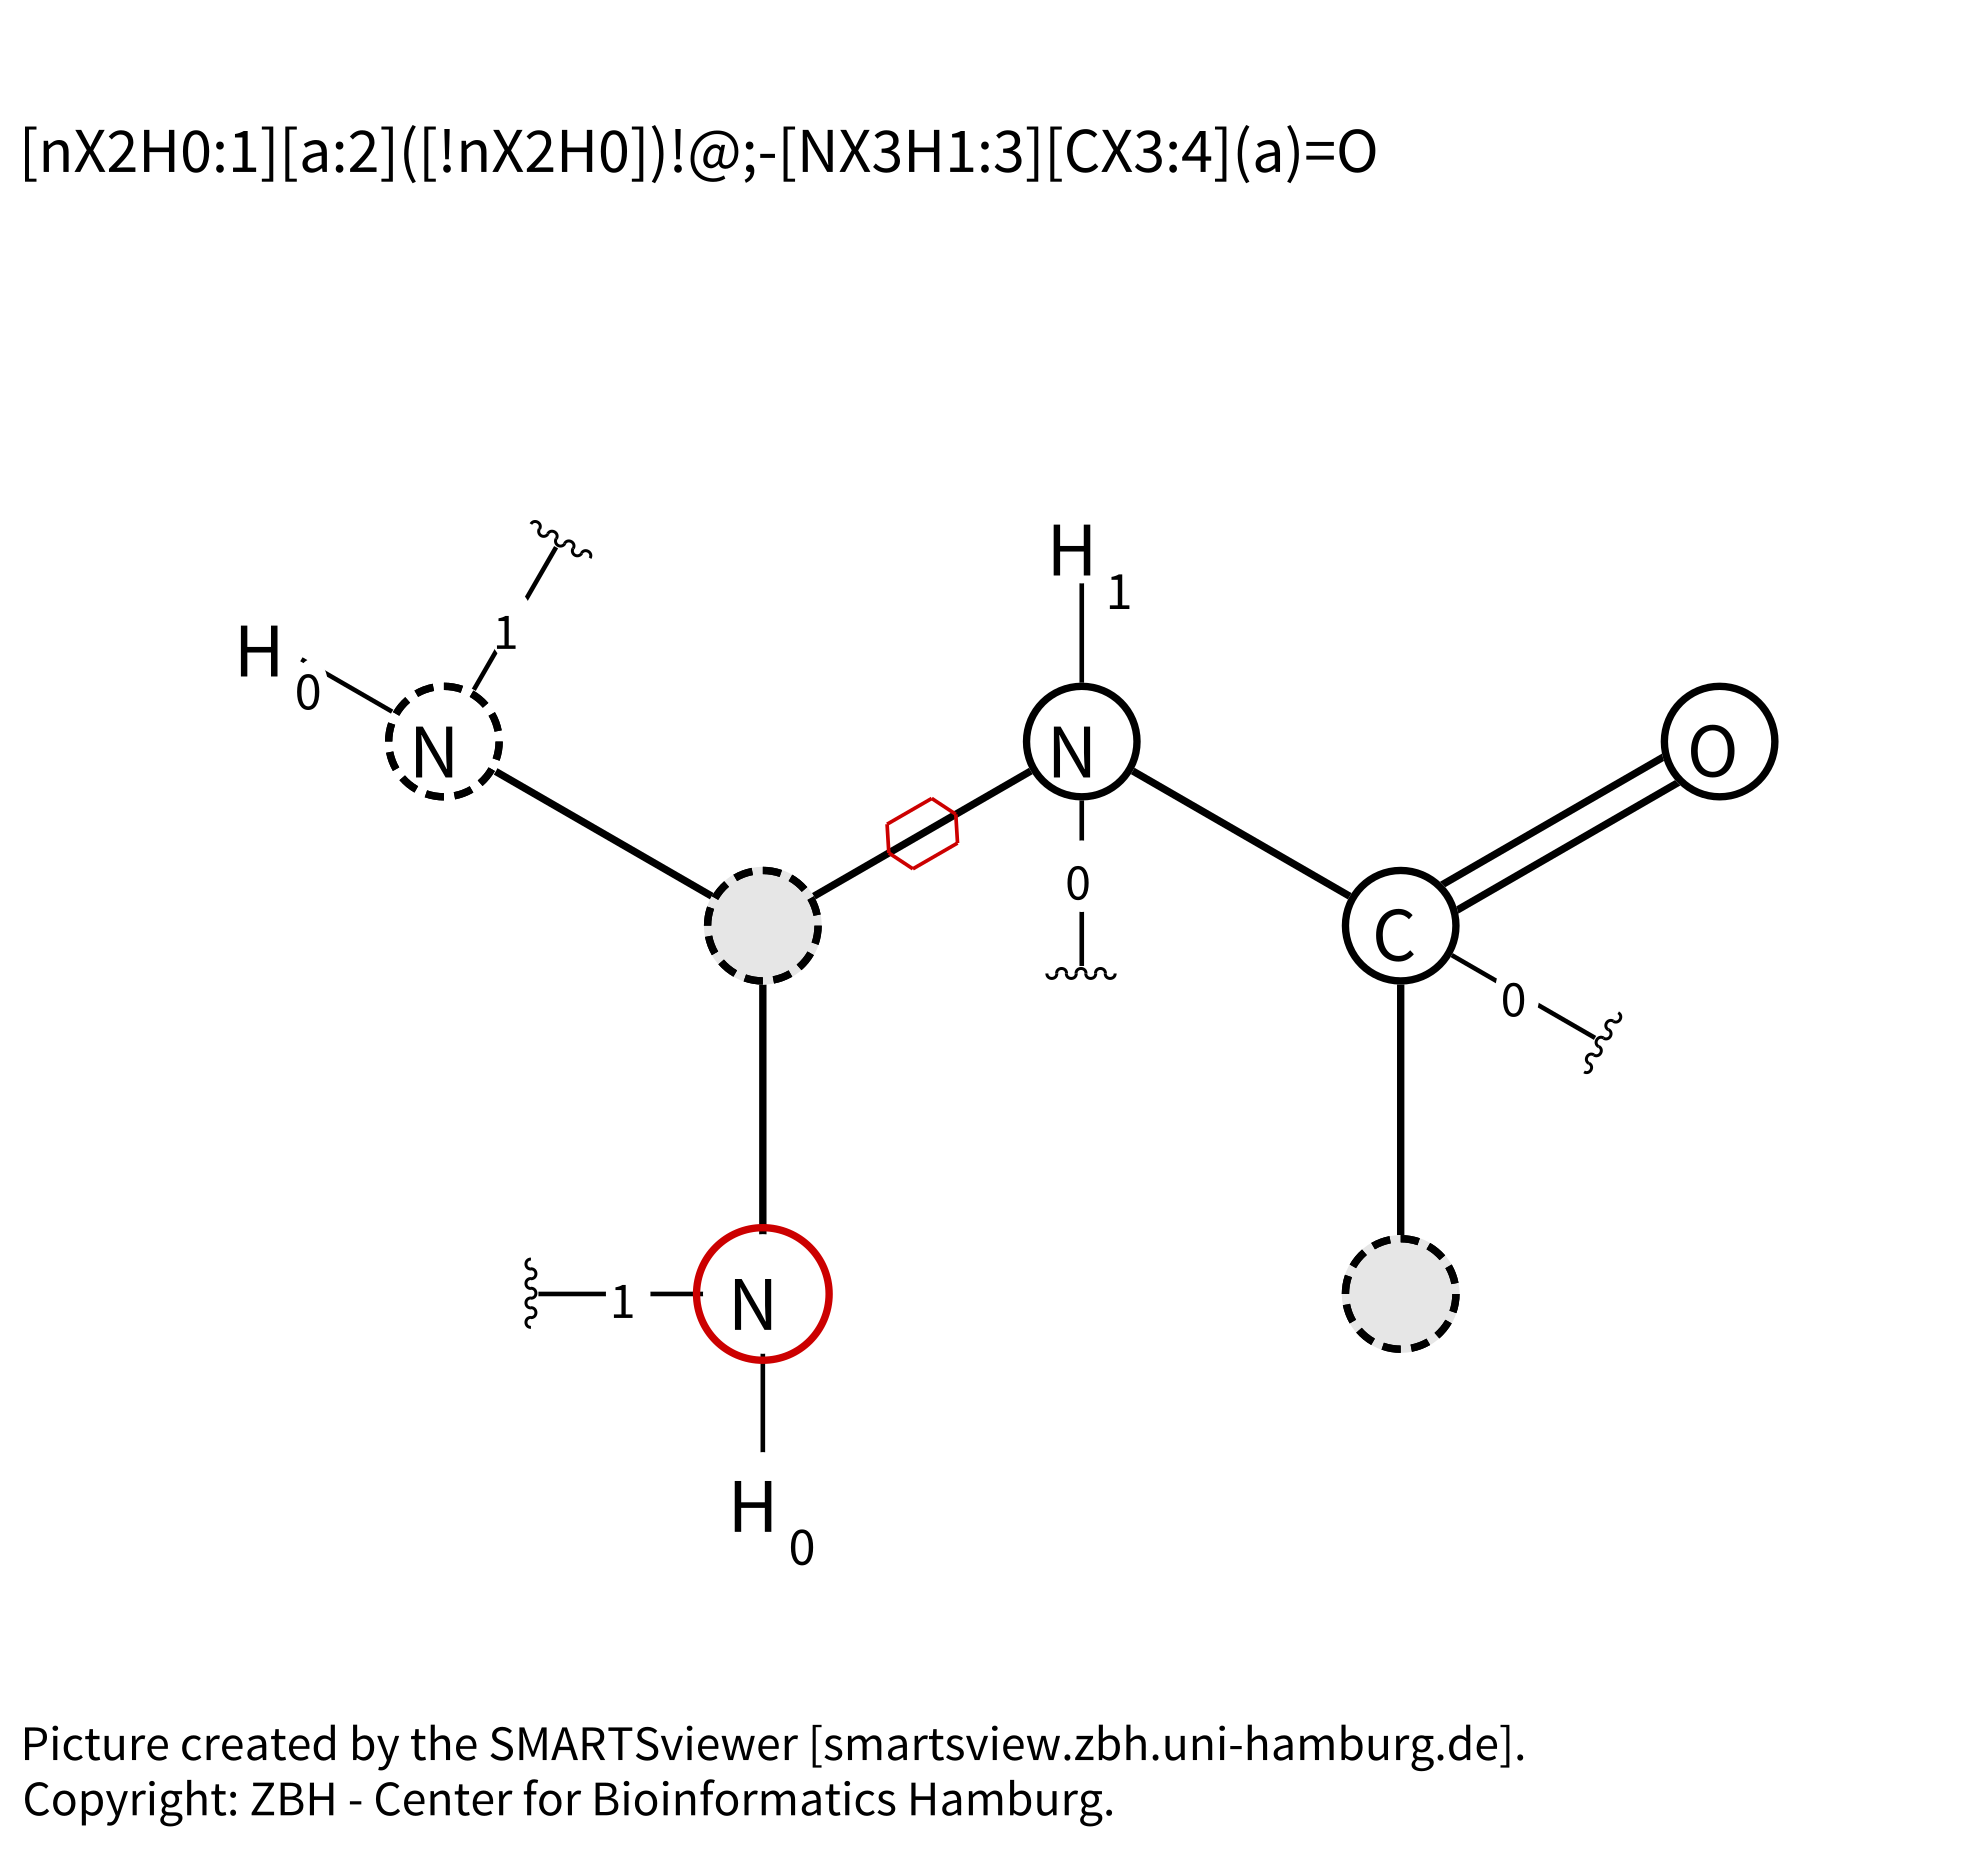 [nX2H0:1][a:2]([!nX2H0])!@;-[NX3H1:3][CX3:4](a)=O
H
1
1
H
0
N
N
O
0
C
0
1
N
H
0
Picture created by the SMARTSviewer [smartsview.zbh.uni-hamburg.de].
Copyright: ZBH - Center for Bioinformatics Hamburg.